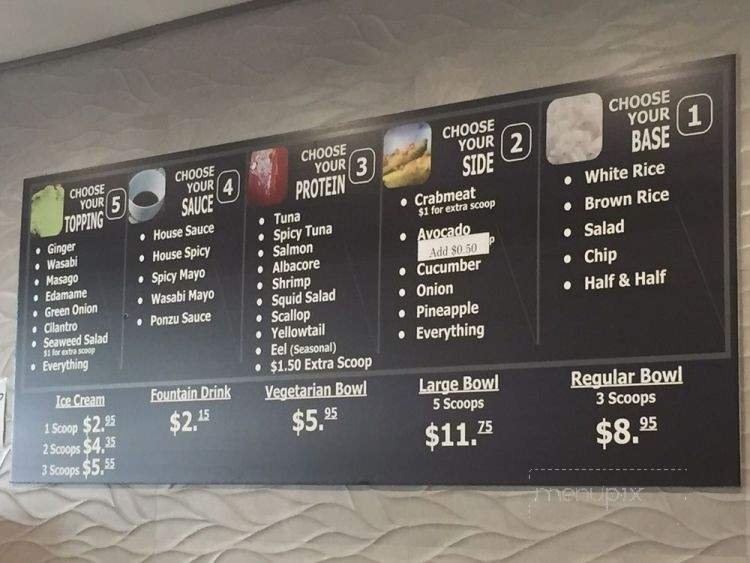 CHOOSE
YOUR
TOPPING
5
Ginger
Wasabi
Masago
Edamame
Green Onion
Cilantro
Seaweed Salad
$1 for extra scoop
Everything
CHOOSE
YOUR
SAUCE
4
House Sauce
House Spicy
Spicy Mayo
Wasabi Mayo
Ponzu Sauce
CHOOSE
YOUR
PROTEIN
3
Tuna
Spicy Tuna
Salmon
Albacore
Shrimp
Squid Salad
Scallop
Yellowtail
Eel (Seasonal)
$1.50 Extra Scoop
CHOOSE
YOUR
SIDE
2
Crabmeat
$1 for extra scoop
Avocado
Add $0.50
Cucumber
Onion
Pineapple
Everything
CHOOSE
YOUR
BASE
1
White Rice
Brown Rice
Salad
Chip
Half & Half
Ice Cream
1 Scoop $2.95
2 Scoops $4.35
3 Scoops $5.55
Fountain Drink
$2.15
Vegetarian Bowl
$5.95
Large Bowl
5 Scoops
$11.75
Regular Bowl
3 Scoops
$8.95
menupix